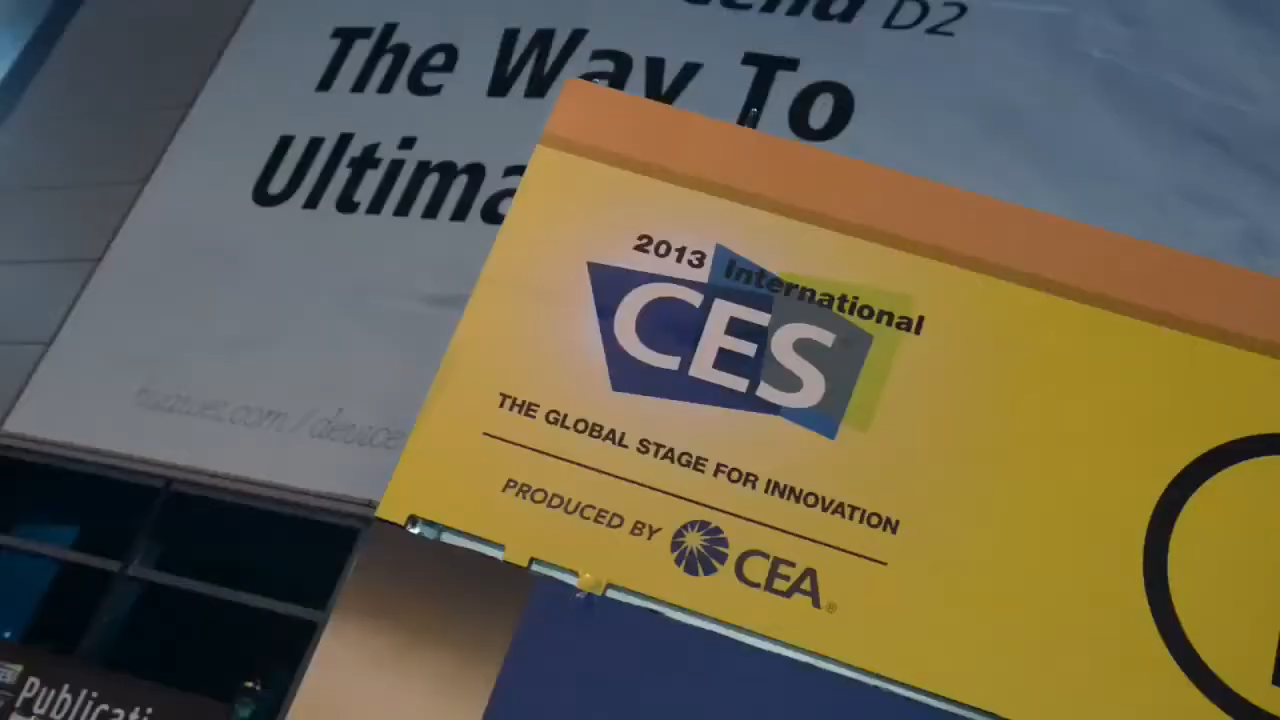 D2
The Way To
Ultima
2013 International
CES
THE GLOBAL STAGE FOR INNOVATION
PRODUCED BY CEA®
Publicati